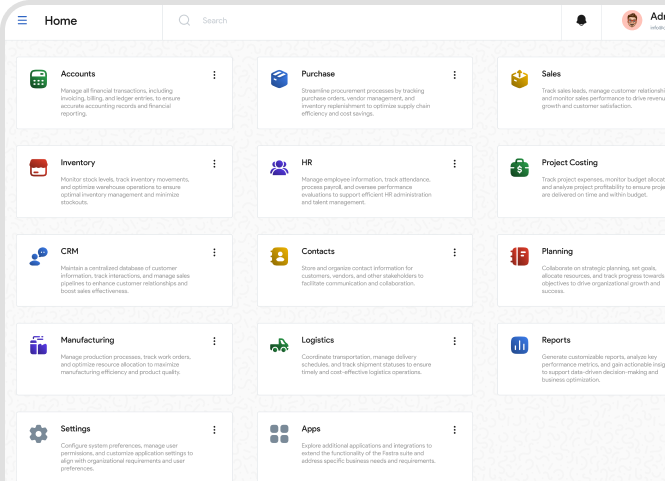 Home
Search
Accounts
Manage all financial transactions, including
invoicing, billing, and ledger entries, to ensure
accurate accounting records and financial
reporting.
Purchase
Streamline procurement processes by tracking
purchase orders, vendor management, and
inventory replenishment to optimize supply chain
efficiency and cost savings.
Sales
Track sales leads, manage customer relationshi
and monitor sales performance to drive revenu
growth and customer satisfaction.
Inventory
Monitor stock levels, track inventory movements,
and optimize warehouse operations to ensure
optimal inventory management and minimize
stockouts.
HR
Manage employee information, track attendance,
process payroll, and oversee performance
evaluations to support efficient HR administration
and talent management.
Project Costing
Track project expenses, monitor budget allocat
and analyze project profitability to ensure proje
are delivered on time and within budget.
CRM
Maintain a centralized database of customer
information, track interactions, and manage sales
pipelines to enhance customer relationships and
boost sales effectiveness.
Contacts
Store and organize contact information for
customers, vendors, and other stakeholders to
facilitate communication and collaboration.
Planning
Collaborate on strategic planning, set goals,
allocate resources, and track progress towards
objectives to drive organizational growth and
success.
Manufacturing
Manage production processes, track work orders,
and optimize resource allocation to maximize
manufacturing efficiency and product quality.
Logistics
Coordinate transportation, manage delivery
schedules, and track shipment statuses to ensure
timely and cost-effective logistics operations.
Reports
Generate customizable reports, analyze key
performance metrics, and gain actionable insig
to support data-driven decision-making and
business optimization.
Settings
Configure system preferences, manage user
permissions, and customize application settings to
align with organizational requirements and user
preferences.
Apps
Explore additional applications and integrations to
extend the functionality of the Fastra suite and
address specific business needs and requirements.